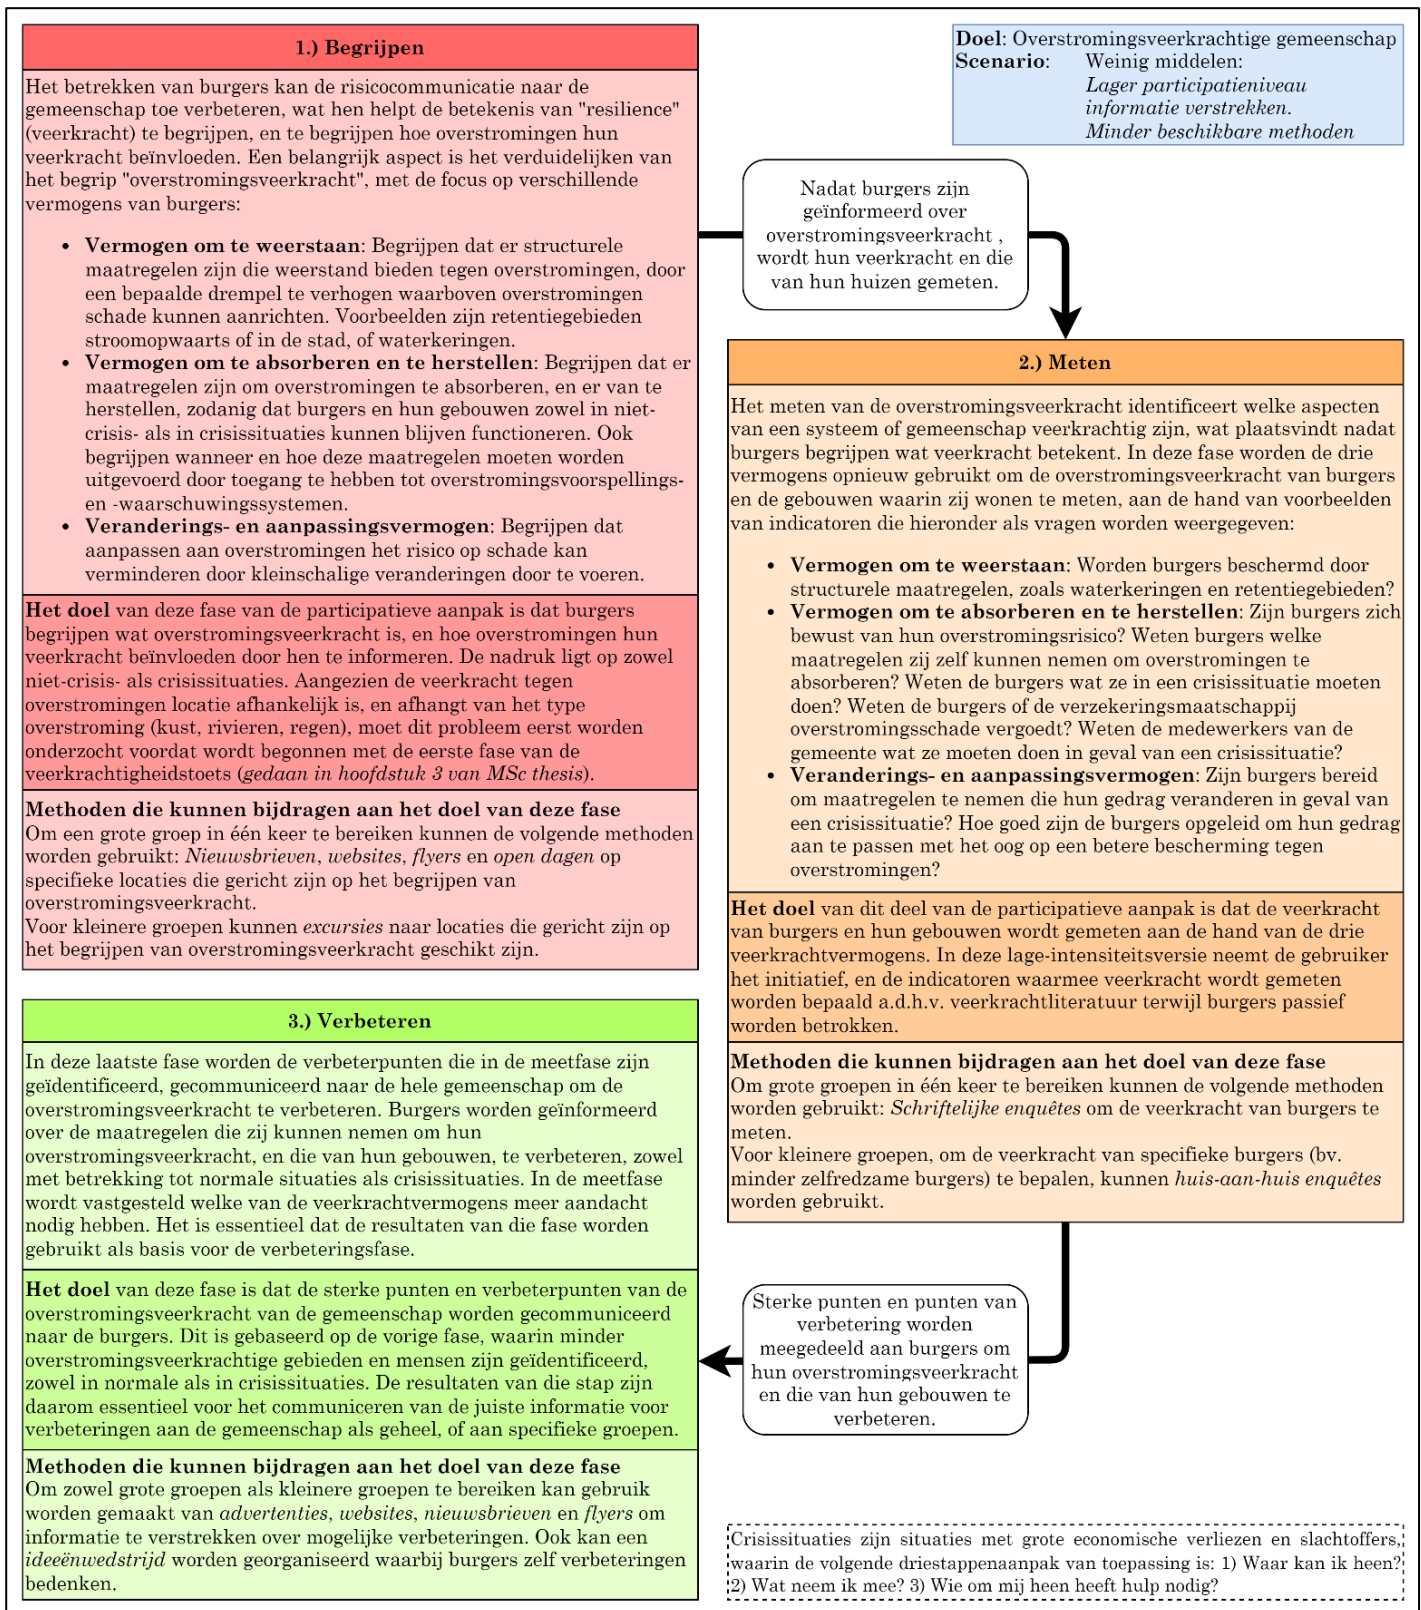 1.) Begrijpen
Het betrekken van burgers kan de risicocommunicatie naar de
gemeenschap toe verbeteren, wat hen helpt de betekenis van "resilience"
(veerkracht) te begrijpen, en te begrijpen hoe overstromingen hun
veerkracht beïnvloeden. Een belangrijk aspect is het verduidelijken van
het begrip "overstromingsveerkracht", met de focus op verschillende
vermogens van burgers:
• Vermogen om te weerstaan: Begrijpen dat er structurele
maatregelen zijn die weerstand bieden tegen overstromingen, door
een bepaalde drempel te verhogen waarboven overstromingen
schade kunnen aanrichten. Voorbeelden zijn retentiegebieden
stroomopwaarts of in de stad, of waterkeringen.
• Vermogen om te absorberen en te herstellen: Begrijpen dat er
maatregelen zijn om overstromingen te absorberen, en er van te
herstellen, zodanig dat burgers en hun gebouwen zowel in niet-
crisis- als in crisissituaties kunnen blijven functioneren. Ook
begrijpen wanneer en hoe deze maatregelen moeten worden
uitgevoerd door toegang te hebben tot overstromingsvoorspellings-
en -waarschuwingssystemen.
• Veranderings- en aanpassingsvermogen: Begrijpen dat
aanpassen aan overstromingen het risico op schade kan
verminderen door kleinschalige veranderingen door te voeren.
Het doel van deze fase van de participatieve aanpak is dat burgers
begrijpen wat overstromingsveerkracht is, en hoe overstromingen hun
veerkracht beïnvloeden door hen te informeren. De nadruk ligt op zowel
niet-crisis- als crisissituaties. Aangezien de veerkracht tegen
overstromingen locatie afhankelijk is, en afhangt van het type
overstroming (kust, rivieren, regen), moet dit probleem eerst worden
onderzocht voordat wordt begonnen met de eerste fase van de
veerkrachtigheidstoets (gedaan in hoofdstuk 3 van MSc thesis).
Methoden die kunnen bijdragen aan het doel van deze fase
Om een grote groep in één keer te bereiken kunnen de volgende methoden
worden gebruikt: Nieuwsbrieven, websites, flyers en open dagen op
specifieke locaties die gericht zijn op het begrijpen van
overstromingsveerkracht.
Voor kleinere groepen kunnen excursies naar locaties die gericht zijn op
het begrijpen van overstromingsveerkracht geschikt zijn.
Doel: Overstromingsveerkrachtige gemeenschap
Scenario: Weinig middelen:
Lager participatieniveau
informatie verstrekken.
Minder beschikbare methoden
Nadat burgers zijn
geïnformeerd over
overstromingsveerkracht ,
wordt hun veerkracht en die
van hun huizen gemeten.
2.) Meten
Het meten van de overstromingsveerkracht identificeert welke aspecten
van een systeem of gemeenschap veerkrachtig zijn, wat plaatsvindt nadat
burgers begrijpen wat veerkracht betekent. In deze fase worden de drie
vermogens opnieuw gebruikt om de overstromingsveerkracht van burgers
en de gebouwen waarin zij wonen te meten, aan de hand van voorbeelden
van indicatoren die hieronder als vragen worden weergegeven:
• Vermogen om te weerstaan: Worden burgers beschermd door
structurele maatregelen, zoals waterkeringen en retentiegebieden?
• Vermogen om te absorberen en te herstellen: Zijn burgers zich
bewust van hun overstromingsrisico? Weten burgers welke
maatregelen zij zelf kunnen nemen om overstromingen te
absorberen? Weten de burgers wat ze in een crisissituatie moeten
doen? Weten de burgers of de verzekeringsmaatschappij
overstromingsschade vergoedt? Weten de medewerkers van de
gemeente wat ze moeten doen in geval van een crisissituatie?
• Veranderings- en aanpassingsvermogen: Zijn burgers bereid
om maatregelen te nemen die hun gedrag veranderen in geval van
een crisissituatie? Hoe goed zijn de burgers opgeleid om hun gedrag
aan te passen met het oog op een betere bescherming tegen
overstromingen?
Het doel van dit deel van de participatieve aanpak is dat de veerkracht
van burgers en hun gebouwen wordt gemeten aan de hand van de drie
veerkrachtvermogens. In deze lage-intensiteitsversie neemt de gebruiker
het initiatief, en de indicatoren waarmee veerkracht wordt gemeten
worden bepaald a.d.h.v. veerkrachtliteratuur terwijl burgers passief
worden betrokken.
Methoden die kunnen bijdragen aan het doel van deze fase
Om grote groepen in één keer te bereiken kunnen de volgende methoden
worden gebruikt: Schriftelijke enquêtes om de veerkracht van burgers te
meten.
Voor kleinere groepen, om de veerkracht van specifieke burgers (bv.
minder zelfredzame burgers) te bepalen, kunnen huis-aan-huis enquêtes
worden gebruikt.
Sterke punten en punten van
verbetering worden
meegedeeld aan burgers om
hun overstromingsveerkracht
en die van hun gebouwen te
verbeteren.
3.) Verbeteren
In deze laatste fase worden de verbeterpunten die in de meetfase zijn
geïdentificeerd, gecommuniceerd naar de hele gemeenschap om de
overstromingsveerkracht te verbeteren. Burgers worden geïnformeerd
over de maatregelen die zij kunnen nemen om hun
overstromingsveerkracht, en die van hun gebouwen, te verbeteren, zowel
met betrekking tot normale situaties als crisissituaties. In de meetfase
wordt vastgesteld welke van de veerkrachtvermogens meer aandacht
nodig hebben. Het is essentieel dat de resultaten van die fase worden
gebruikt als basis voor de verbeteringsfase.
Het doel van deze fase is dat de sterke punten en verbeterpunten van de
overstromingsveerkracht van de gemeenschap worden gecommuniceerd
naar de burgers. Dit is gebaseerd op de vorige fase, waarin minder
overstromingsveerkrachtige gebieden en mensen zijn geïdentificeerd,
zowel in normale als in crisissituaties. De resultaten van die stap zijn
daarom essentieel voor het communiceren van de juiste informatie voor
verbeteringen aan de gemeenschap als geheel, of aan specifieke groepen.
Methoden die kunnen bijdragen aan het doel van deze fase
Om zowel grote groepen als kleinere groepen te bereiken kan gebruik
worden gemaakt van advertenties, websites, nieuwsbrieven en flyers om
informatie te verstrekken over mogelijke verbeteringen. Ook kan een
ideeënwedstrijd worden georganiseerd waarbij burgers zelf verbeteringen
bedenken.
Crisissituaties zijn situaties met grote economische verliezen en slachtoffers,
waarin de volgende driestappenaanpak van toepassing is: 1) Waar kan ik heen?
2) Wat neem ik mee? 3) Wie om mij heen heeft hulp nodig?